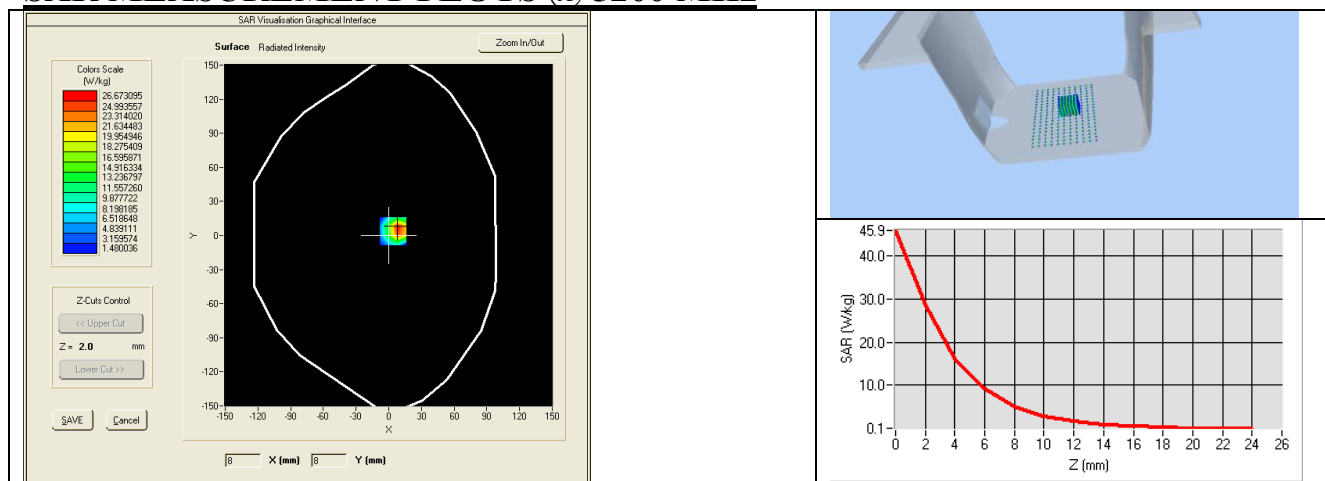 SAR MEASUREMENT PLOTS @ 5200 MHz
SAR Visualisation Graphical Interface
Surface Radiated Intensity
Zoom In/Out
Colors Scale
(W/kg)
26.673095
24.993557
23.314020
21.634483
19.954946
18.275409
16.595871
14.916334
13.236797
11.557260
9.877722
8.198185
6.518648
4.839111
3.159574
1.480036
Z-Cuts Control
<< Upper Cut
Z = 2.0 mm
Lower Cut >>
SAVE Cancel
150-
120-
90-
60-
30-
Y 0-
-30-
-60-
-90-
-120-
-150-
-150 -120 -90 -60 -30 0 30 60 90 120 150
X
8 X (mm) 8 Y (mm)
45.9-
40.0-
30.0-
20.0-
10.0-
0.1-
SAR (W/kg)
0 2 4 6 8 10 12 14 16 18 20 22 24 26
Z (mm)